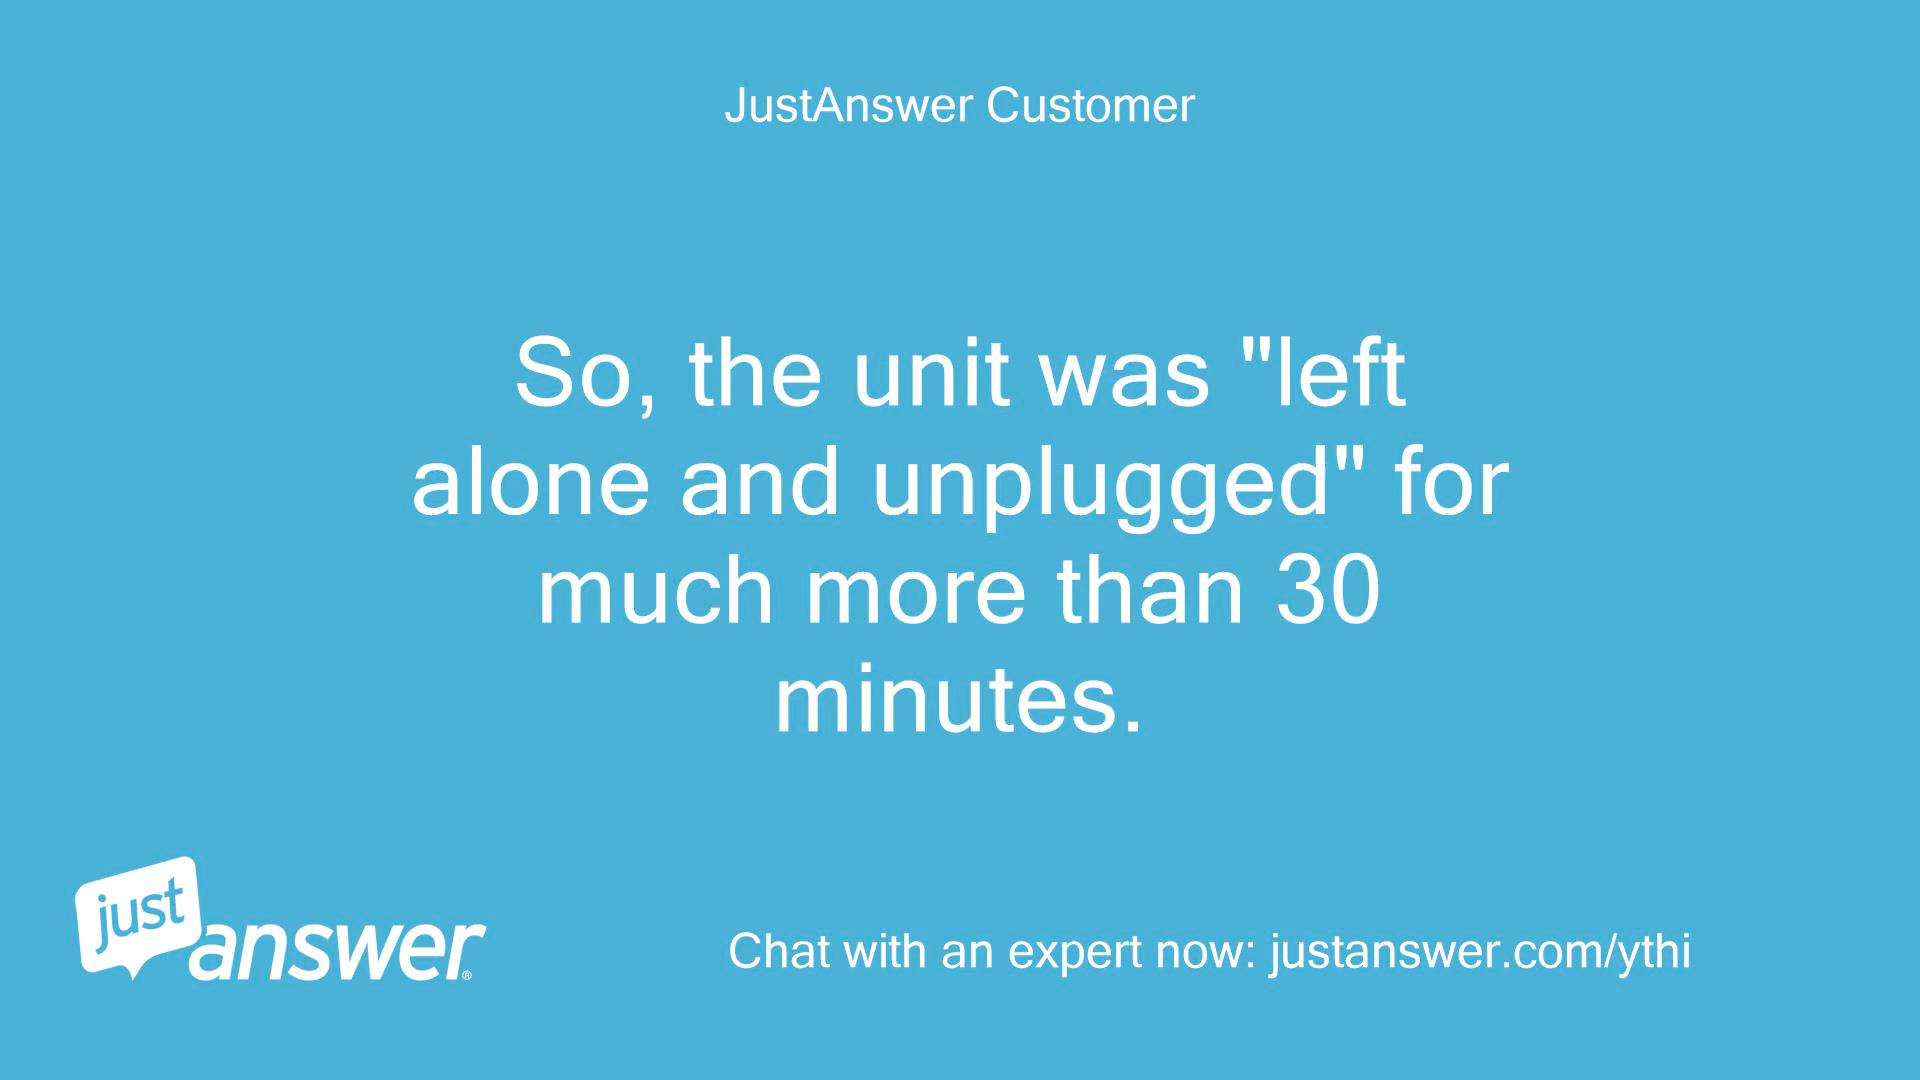 JustAnswer Customer
So, the unit was "left
alone and unplugged" for
much more than 30
minutes.
just
answer®
Chat with an expert now: justanswer.com/ythi